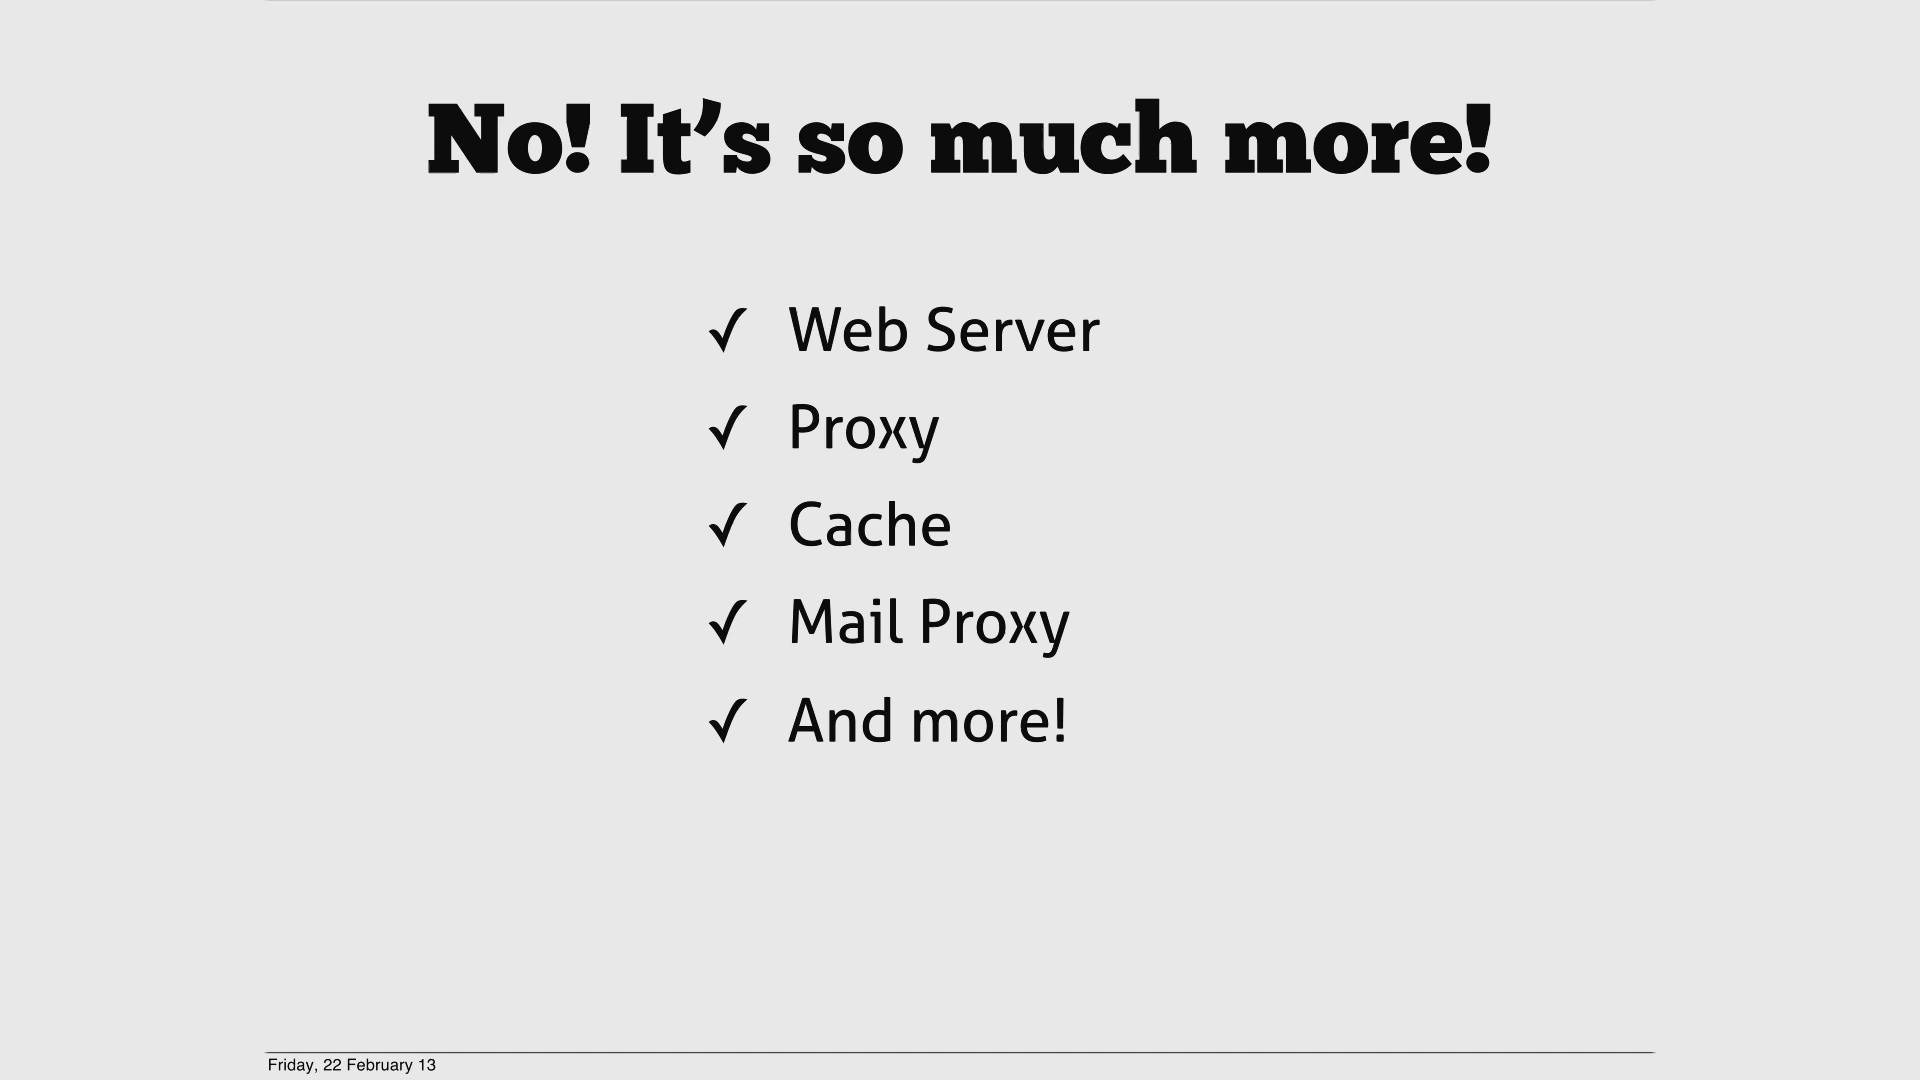 No! It’s so much more!
✓ Web Server
✓ Proxy
✓ Cache
✓ Mail Proxy
✓ And more!
Friday, 22 February 13